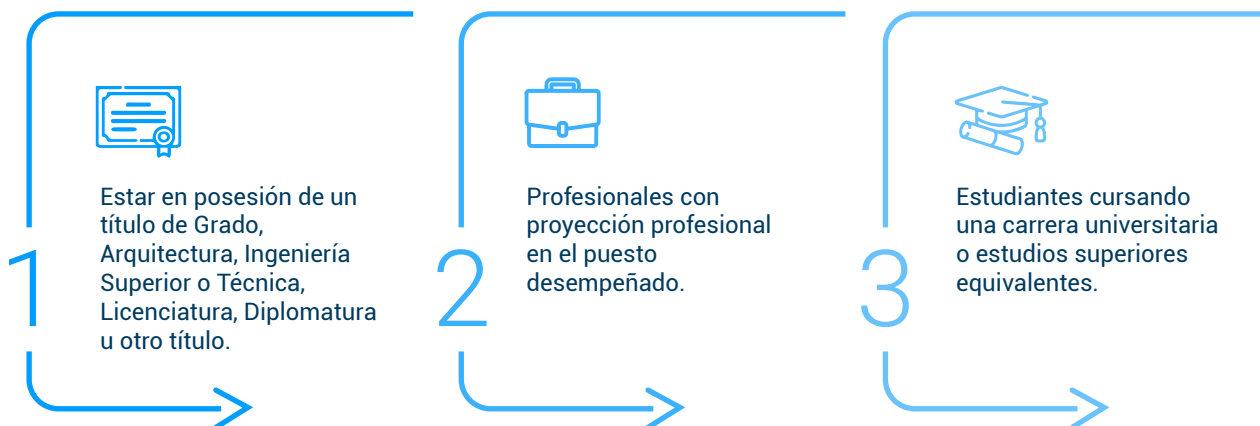 1
Estar en posesión de un
título de Grado,
Arquitectura, Ingeniería
Superior o Técnica,
Licenciatura, Diplomatura
u otro título.
2
Profesionales con
proyección profesional
en el puesto
desempeñado.
3
Estudiantes cursando
una carrera universitaria
o estudios superiores
equivalentes.